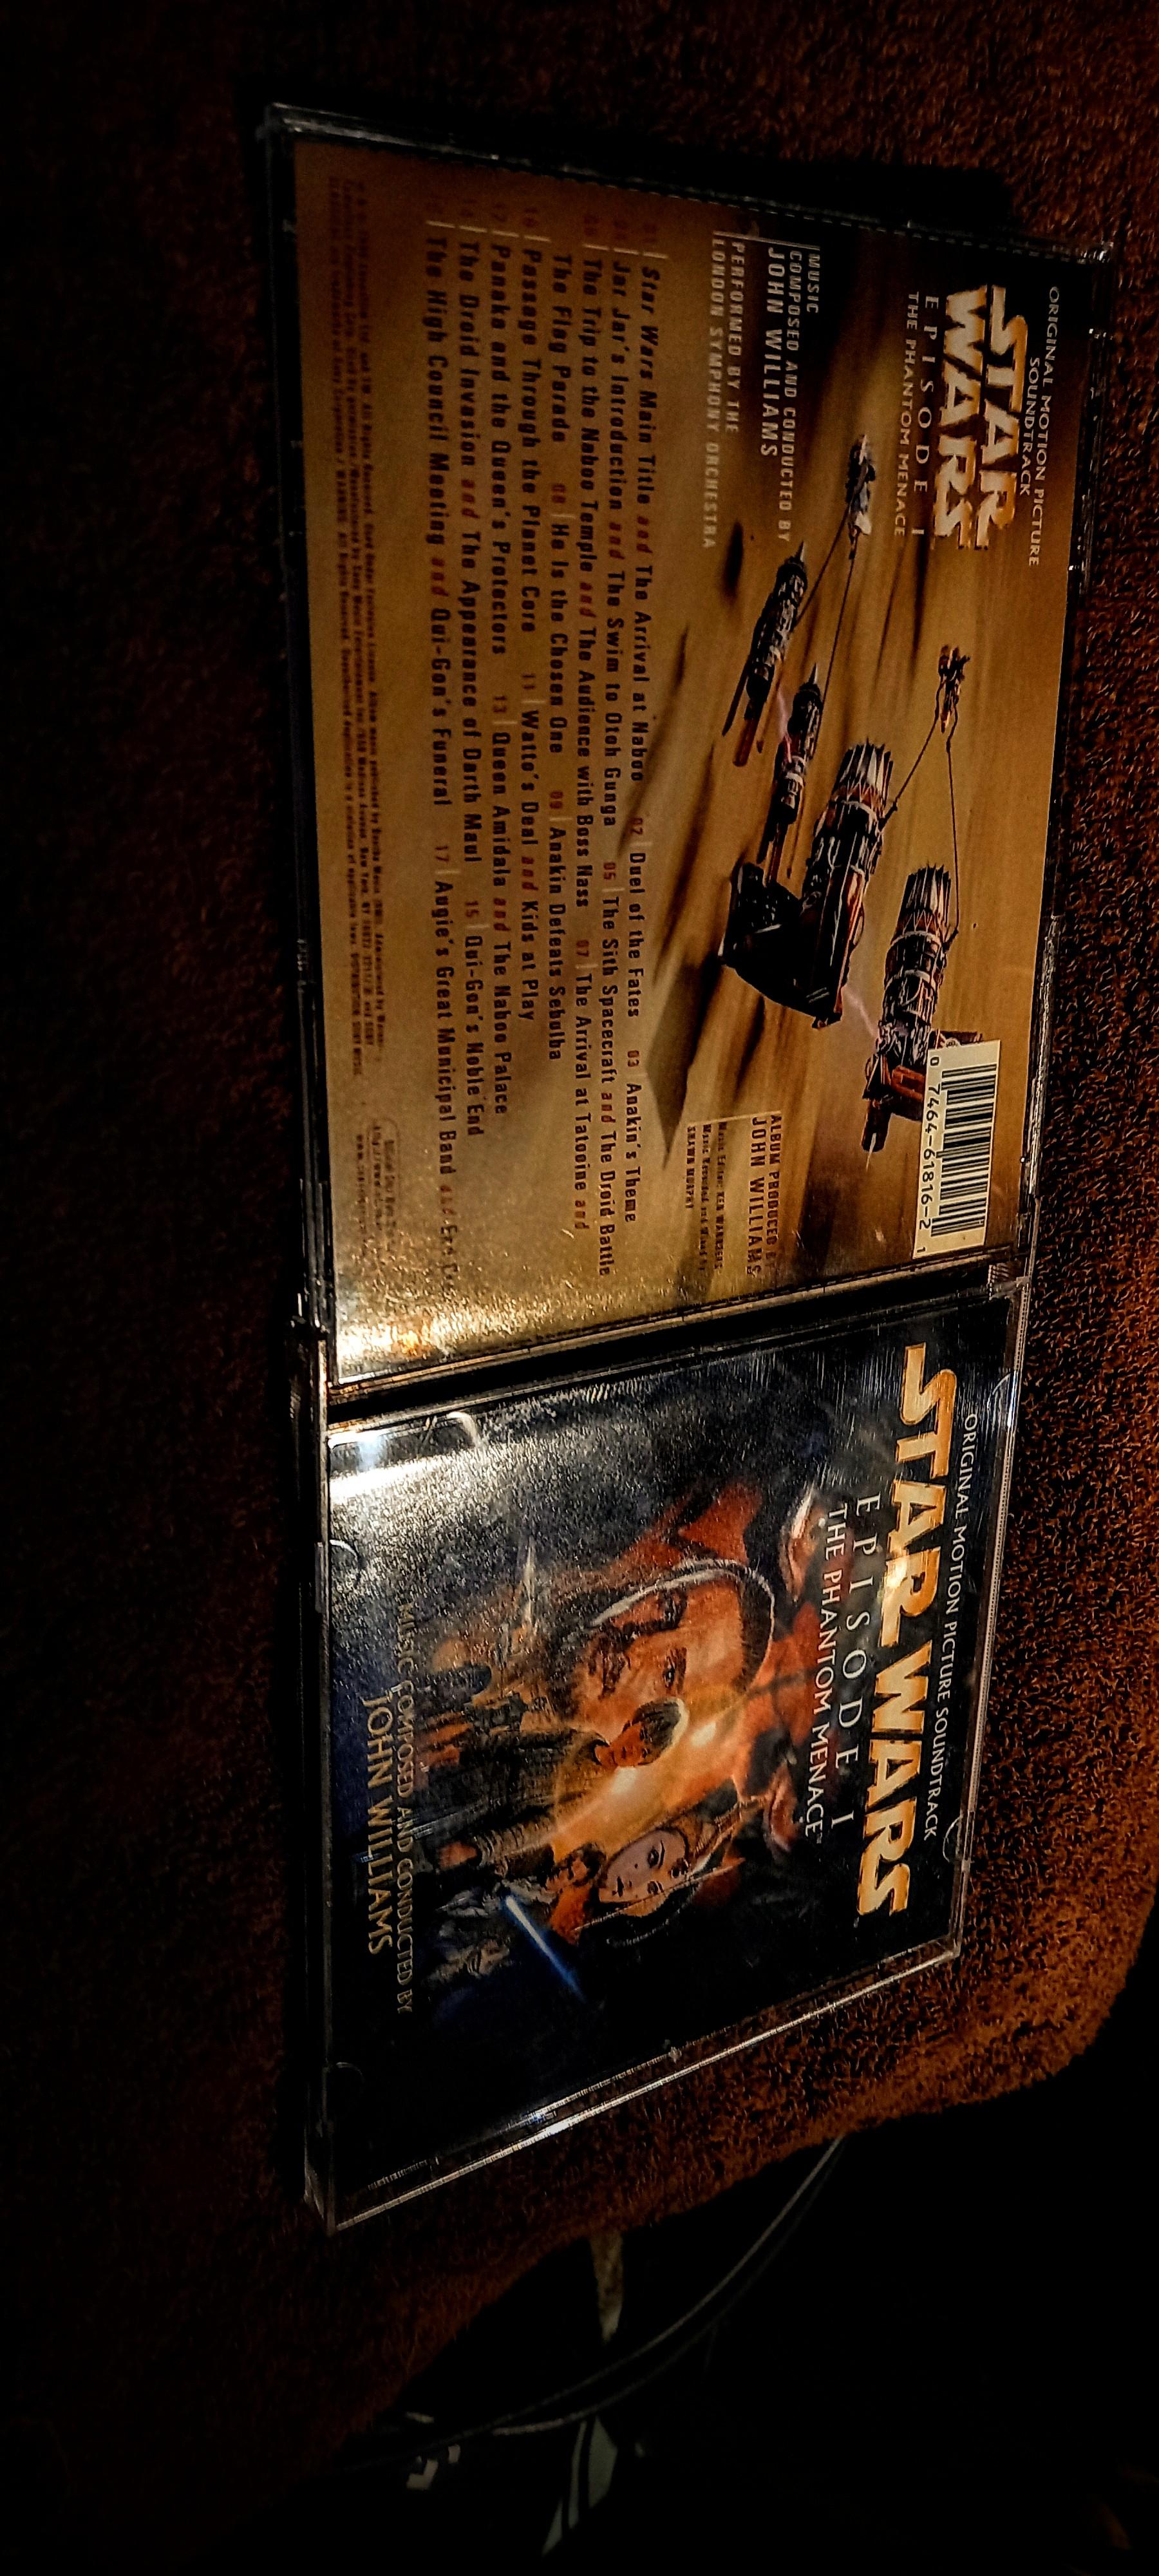 ORIGINAL MOTION PICTURE
SOUNDTRACK
STAR
WARS
EPISODE I
THE PHANTOM MENACE
MUSIC
COMPOSED AND CONDUCTED BY
JOHN WILLIAMS
PERFORMED BY THE
LONDON SYMPHONY ORCHESTRA
0 7464-61816-2 1
ALBUM PRODUCED
JOHN WILLIAMS
SHAWN MURPHY
Star Wars Main Title and The Arrival at Naboo 02 Duel of the Fates 03 Anakin's Theme
Jar Jar's Introduction and The Swim to Otoh Gunga 05 The Sith Spacecraft and The Droid Battle
The Trip to the Naboo Temple and The Audience with Boss Nass 07 The Arrival at Tatooine and
The Flag Parade 08 He Is the Chosen One 09 Anakin Defeats Sebulba
Passage Through the Planet Core 11 Watto's Deal and Kids at Play
Panaka and the Queen's Protectors 13 Queen Amidala and The Naboo Palace
The Droid Invasion and The Appearance of Darth Maul 15 Qui-Gon's Noble End
The High Council Meeting and Qui-Gon's Funeral 17 Augie's Great Municipal Band and End
ORIGINAL MOTION PICTURE SOUNDTRACK
STAR WARS
EPISODE I
THE PHANTOM MENACE
MUSIC COMPOSED AND CONDUCTED BY
JOHN WILLIAMS